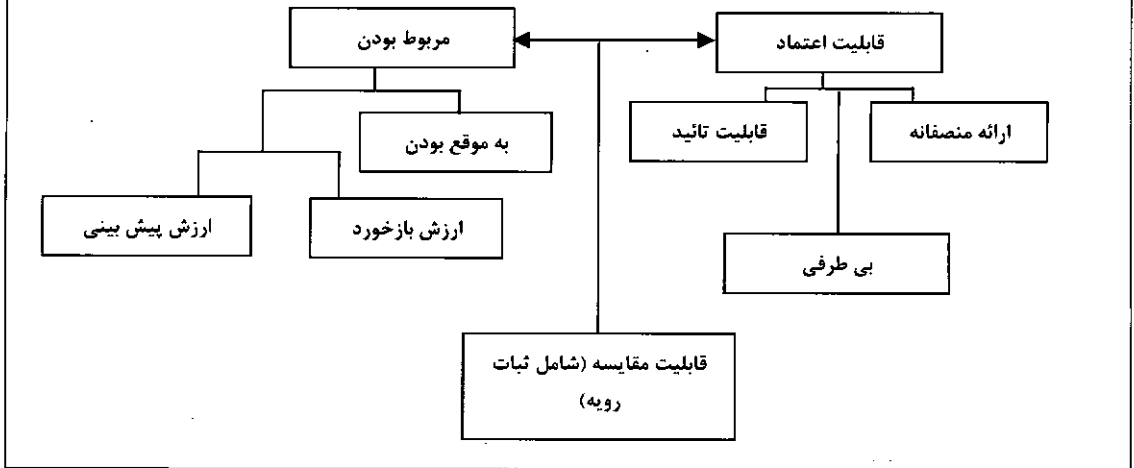 قابلیت اعتماد
مربوط بودن
ارائه منصفانه
قابلیت تائید
به موقع بودن
ارزش بازخورد
ارزش پیش بینی
بی طرفی
قابلیت مقایسه (شامل ثبات
رویه)